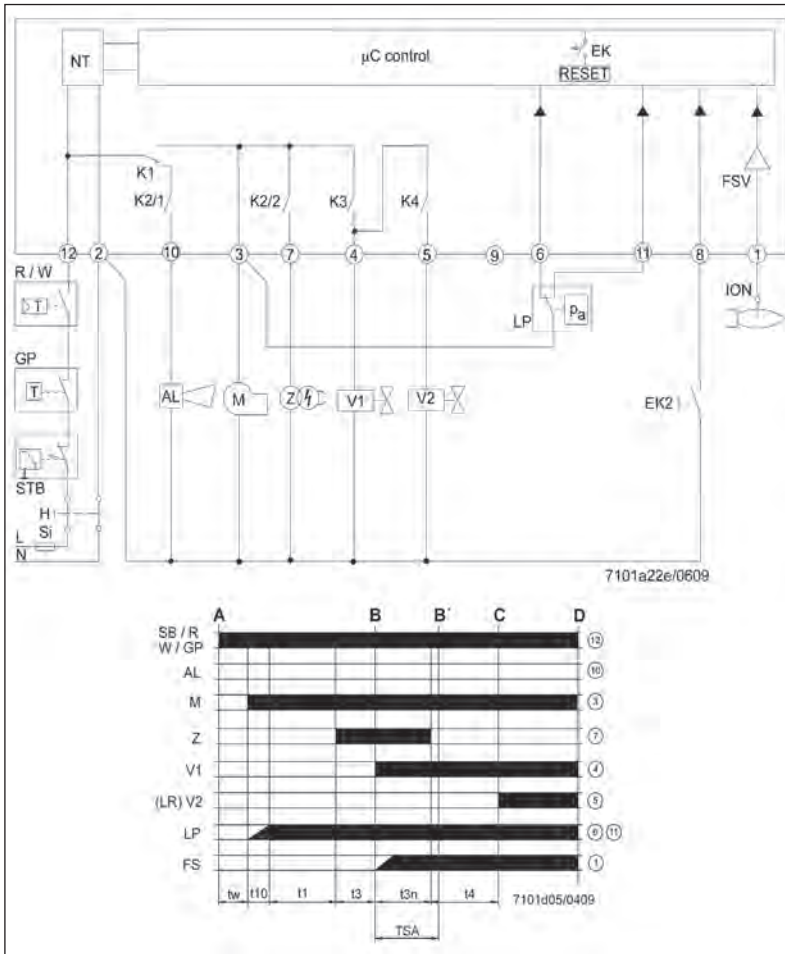 NT
µC control
EK
RESET
FSV
K1
K2/1
K2/2
K3
K4
12 2 10 3 7 4 5 9 6 11 8 1
R / W
T
GP
T
STB
H
Si
L
N
AL
M
Z
V1
V2
LP
pa
ION
EK2
7101a22e/0609
A B B´ C D
SB / R
W / GP
12
AL
10
M
3
Z
7
V1
4
(LR) V2
5
LP
6 11
FS
1
tw t10 t1 t3 t3n t4
7101d05/0409
TSA